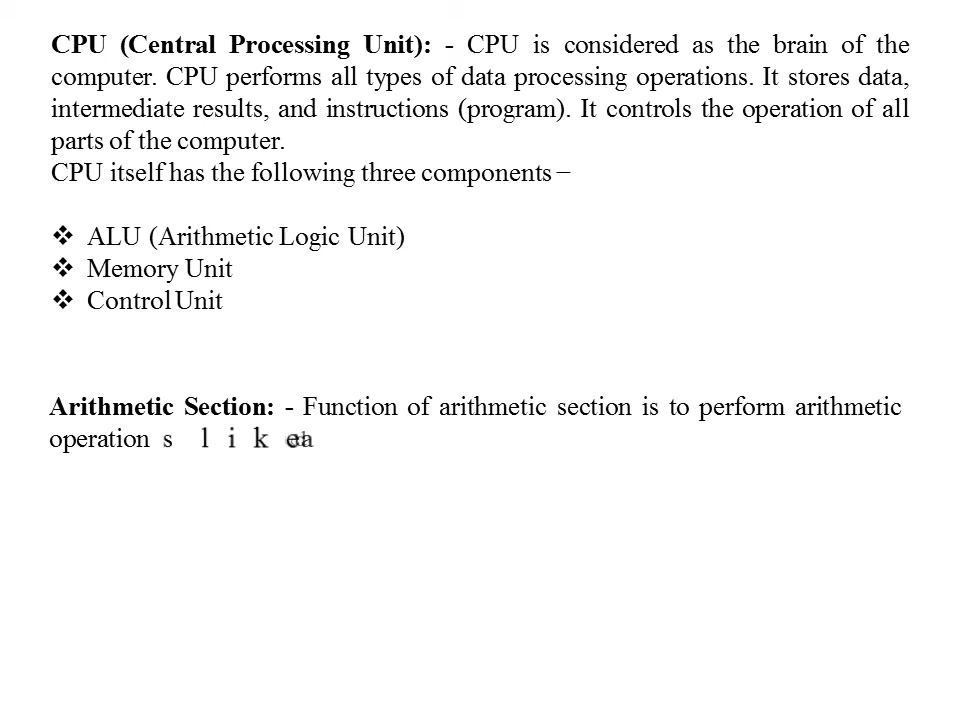 CPU (Central Processing Unit): - CPU is considered as the brain of the
computer. CPU performs all types of data processing operations. It stores data,
intermediate results, and instructions (program). It controls the operation of all
parts of the computer.
CPU itself has the following three components −
❖ ALU (Arithmetic Logic Unit)
❖ Memory Unit
❖ Control Unit
Arithmetic Section: - Function of arithmetic section is to perform arithmetic
operations like